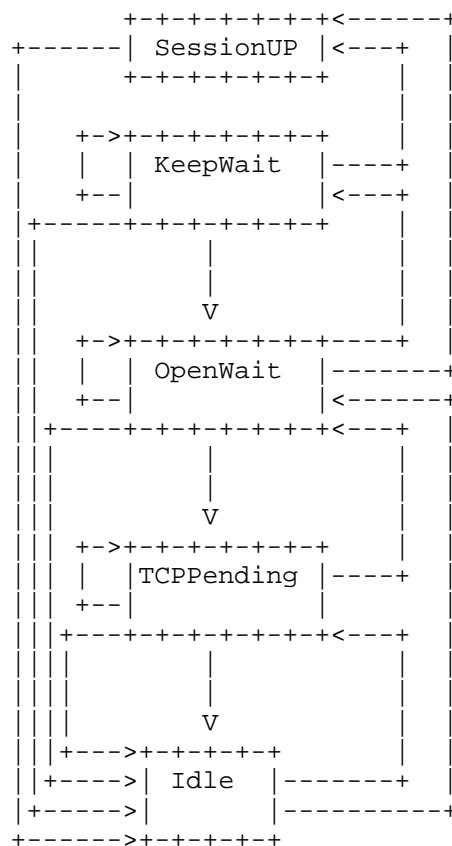 SessionUP
KeepWait
V
OpenWait
V
TCPPending
V
Idle